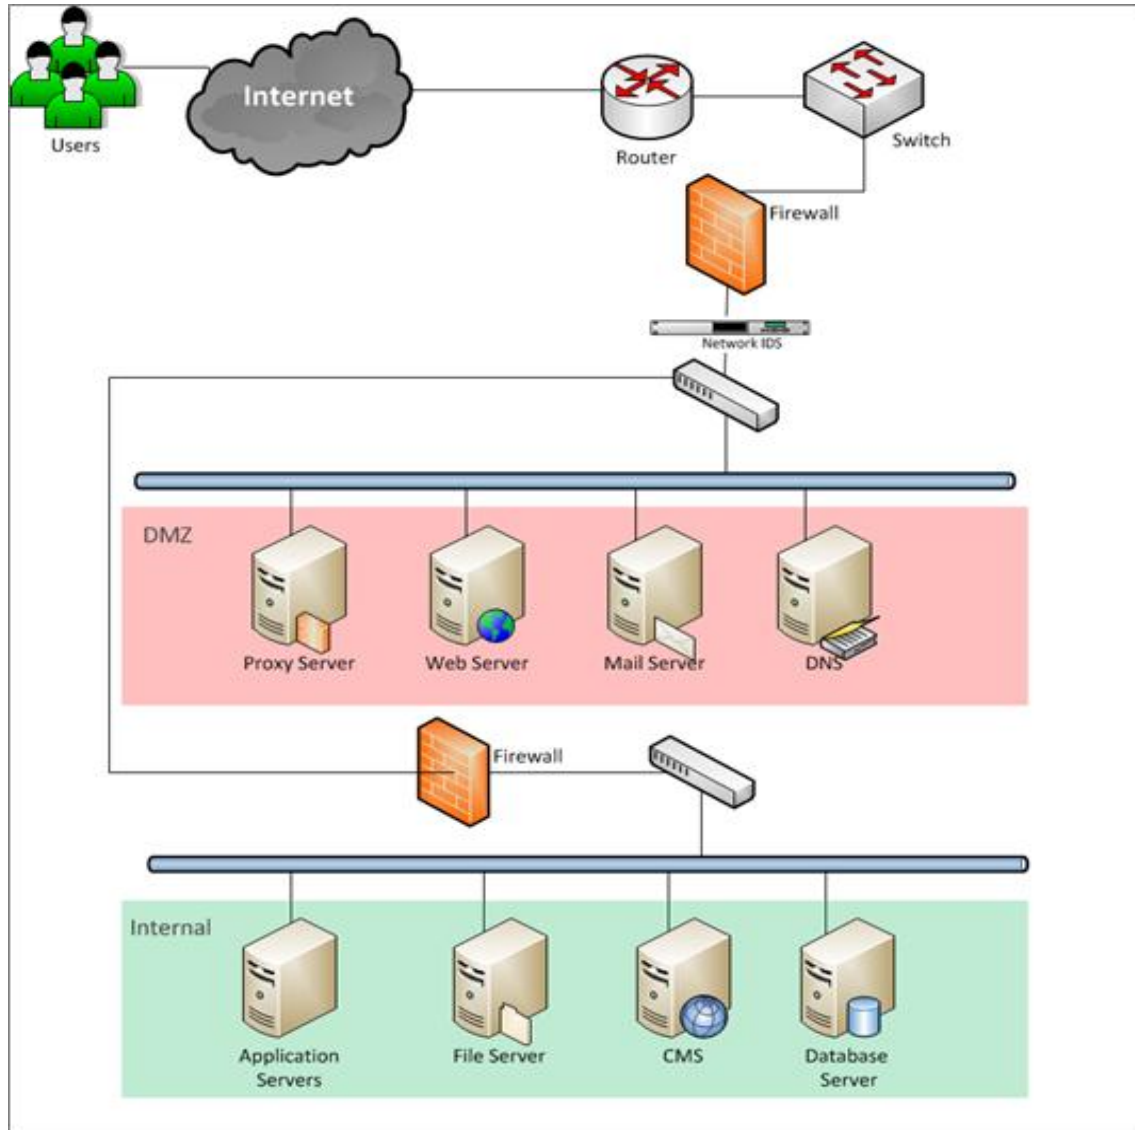 Internet
Users
Router
Switch
Firewall
Network IDS
DMZ
Proxy Server
Web Server
Mail Server
DNS
Firewall
Internal
Application
Servers
File Server
CMS
Database
Server